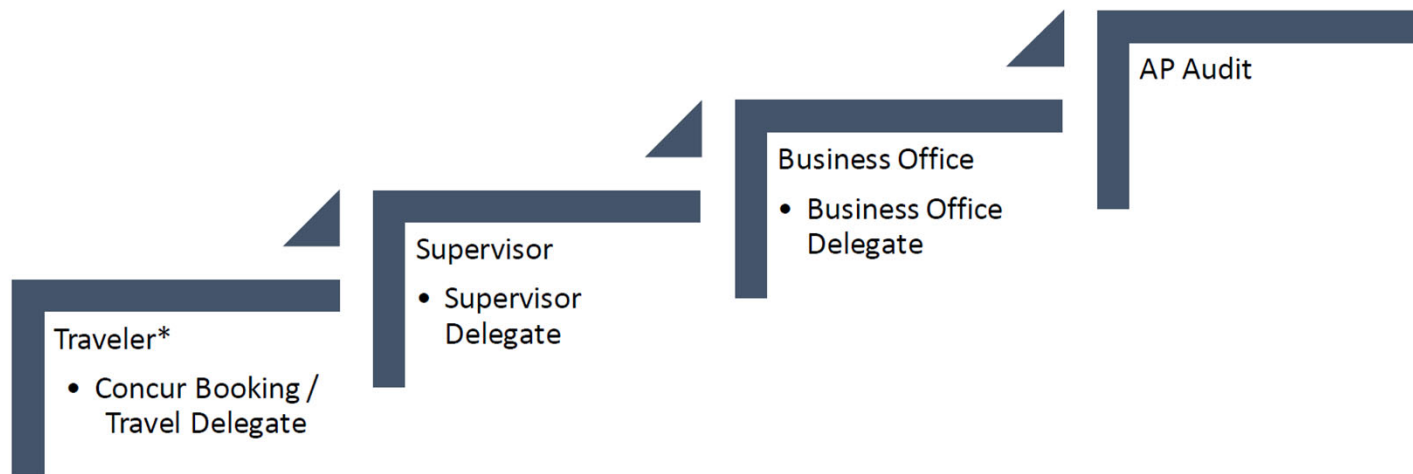 Traveler*
• Concur Booking /
Travel Delegate
Supervisor
• Supervisor
Delegate
Business Office
• Business Office
Delegate
AP Audit